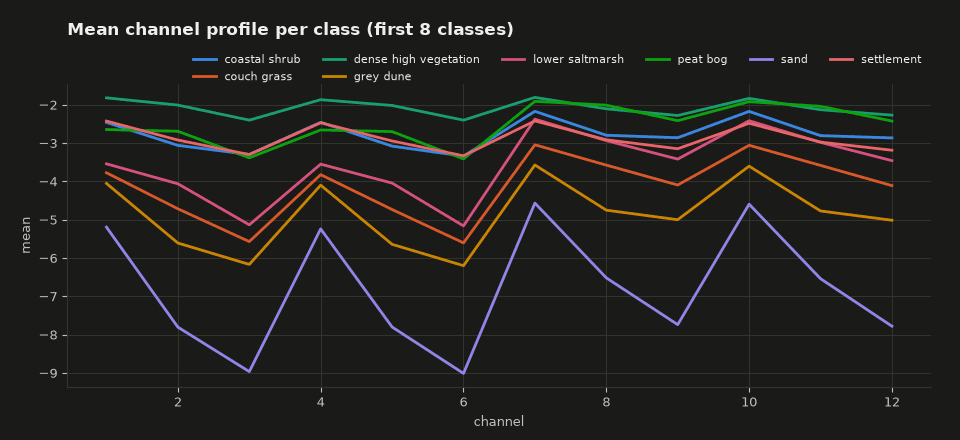 Mean channel profile per class (first 8 classes)
coastal shrub dense high vegetation lower saltmarsh peat bog sand settlement
couch grass grey dune
−2
−3
−4
−5
−6
−7
−8
−9
mean
2 4 6 8 10 12
channel